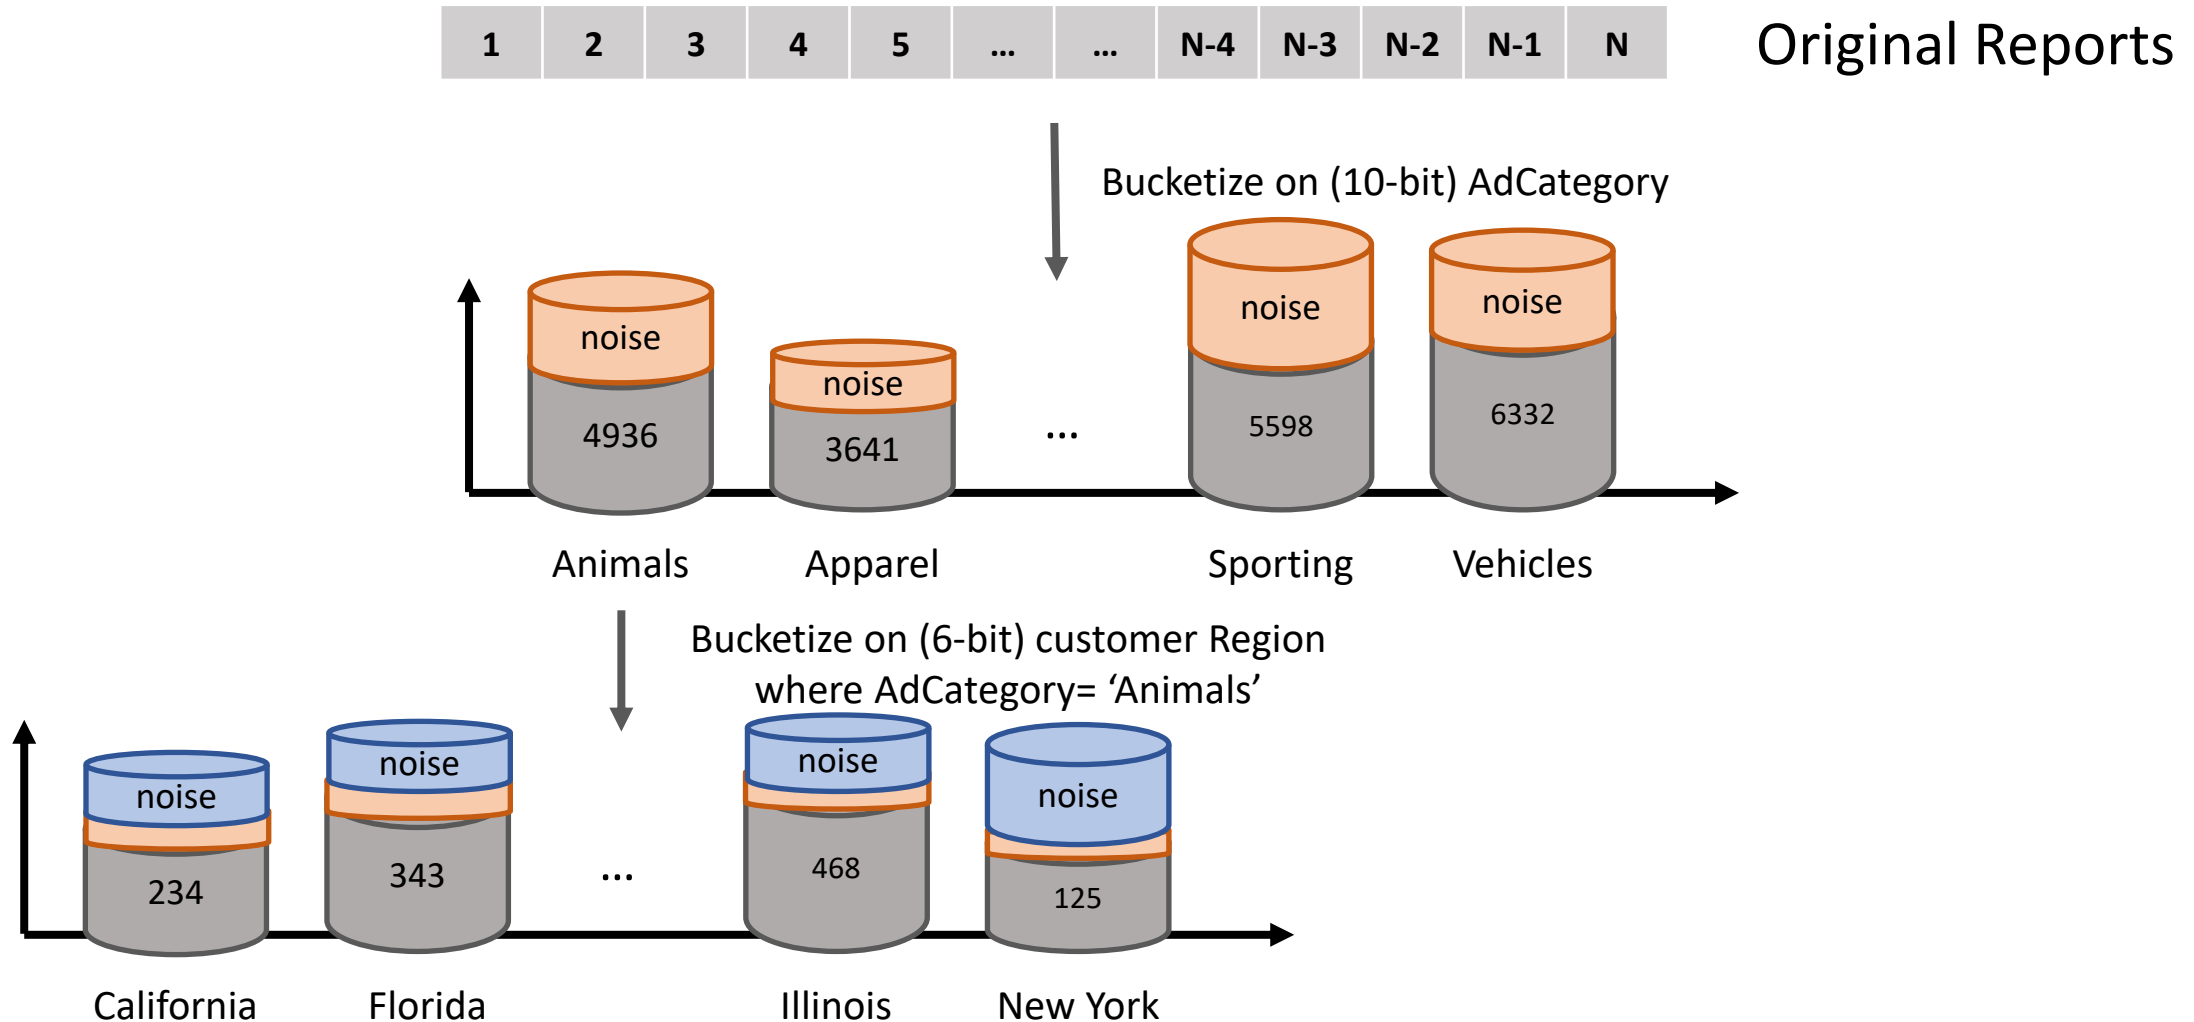 1 2 3 4 5 ... ... N-4 N-3 N-2 N-1 N
Original Reports
Bucketize on (10-bit) AdCategory
noise noise noise noise
4936 3641 ... 5598 6332
Animals Apparel Sporting Vehicles
Bucketize on (6-bit) customer Region
where AdCategory= ‘Animals’
noise noise noise noise
234 343 ... 468 125
California Florida Illinois New York